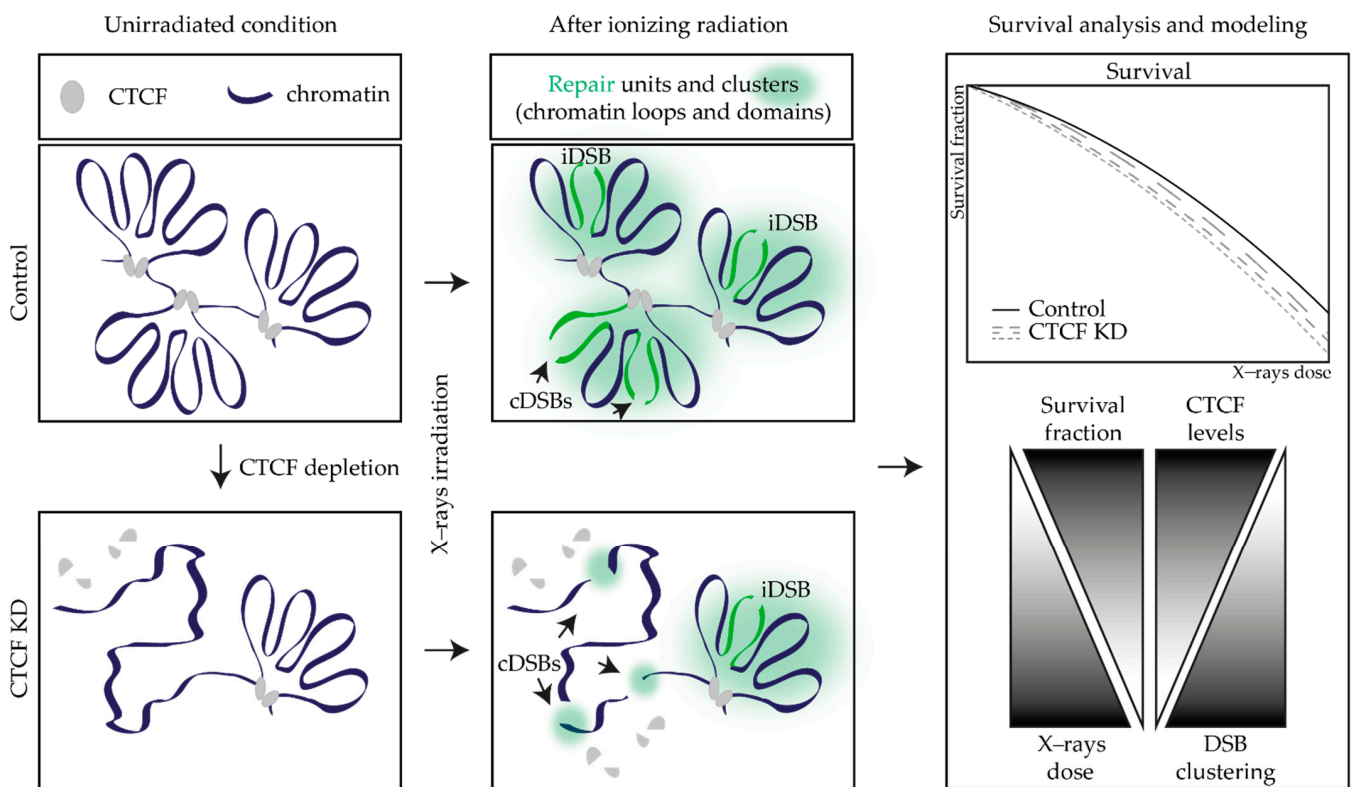 Unirradiated condition
After ionizing radiation
Survival analysis and modeling
CTCF
chromatin
Repair units and clusters
(chromatin loops and domains)
Control
iDSB
iDSB
cDSBs
CTCF depletion
X–rays irradiation
CTCF KD
cDSBs
iDSB
Survival
Survival fraction
Control
CTCF KD
X–rays dose
Survival
fraction
CTCF
levels
X–rays
dose
DSB
clustering